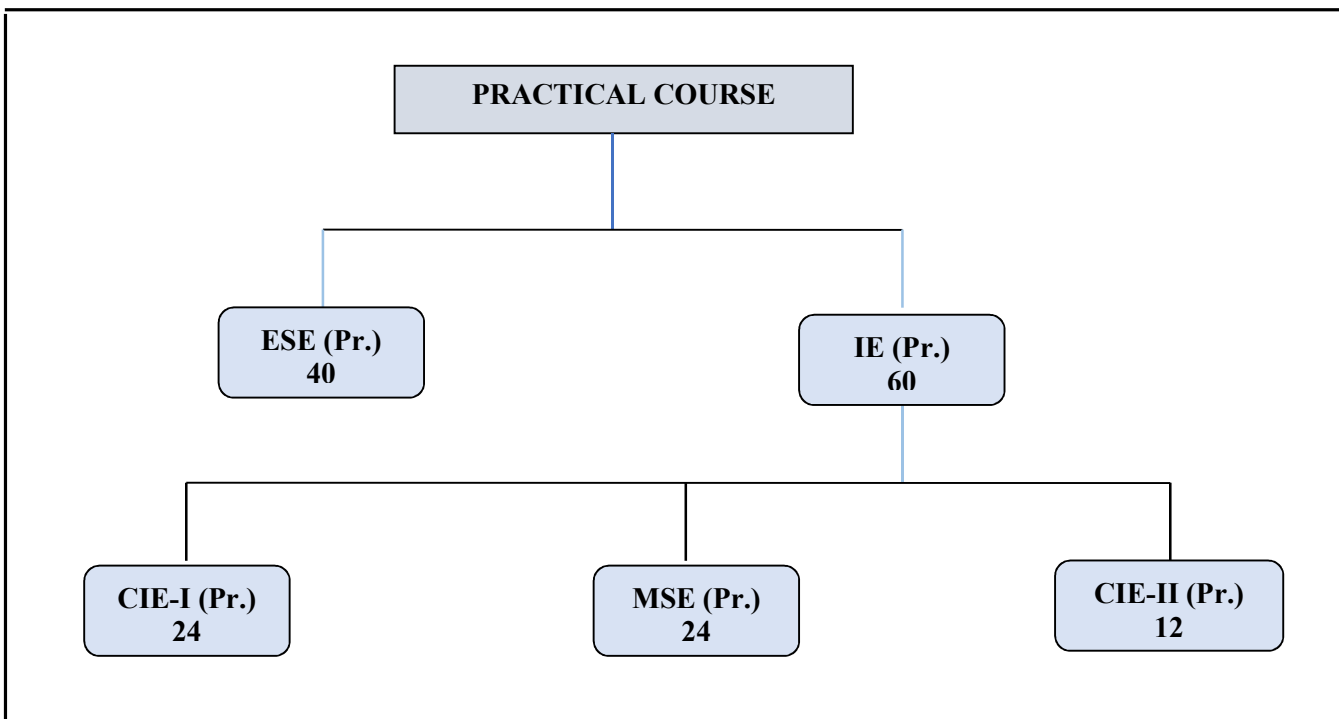 PRACTICAL COURSE
ESE (Pr.)
40
IE (Pr.)
60
CIE-I (Pr.)
24
MSE (Pr.)
24
CIE-II (Pr.)
12